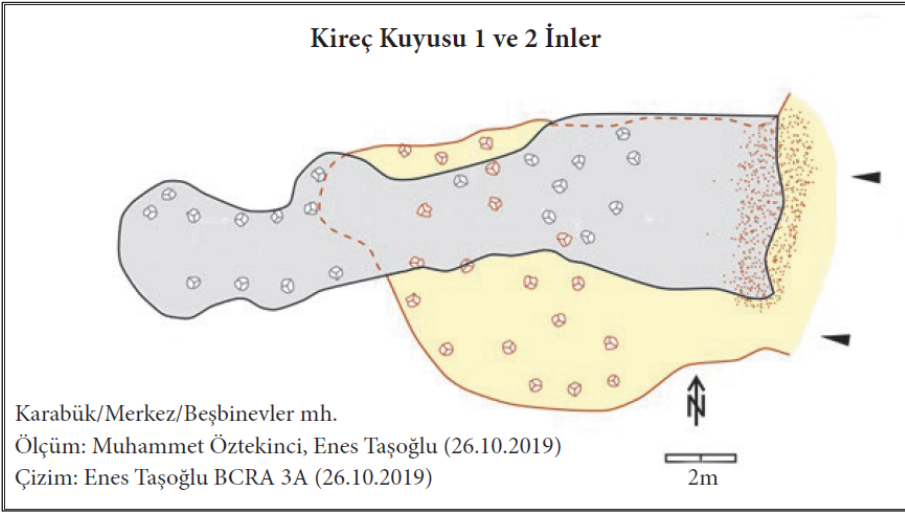 Kireç Kuyusu 1 ve 2 İnler
N
Karabük/Merkez/Beşbinevler mh.
Ölçüm: Muhammet Öztekinci, Enes Taşoğlu (26.10.2019)
Çizim: Enes Taşoğlu BCRA 3A (26.10.2019)
2m